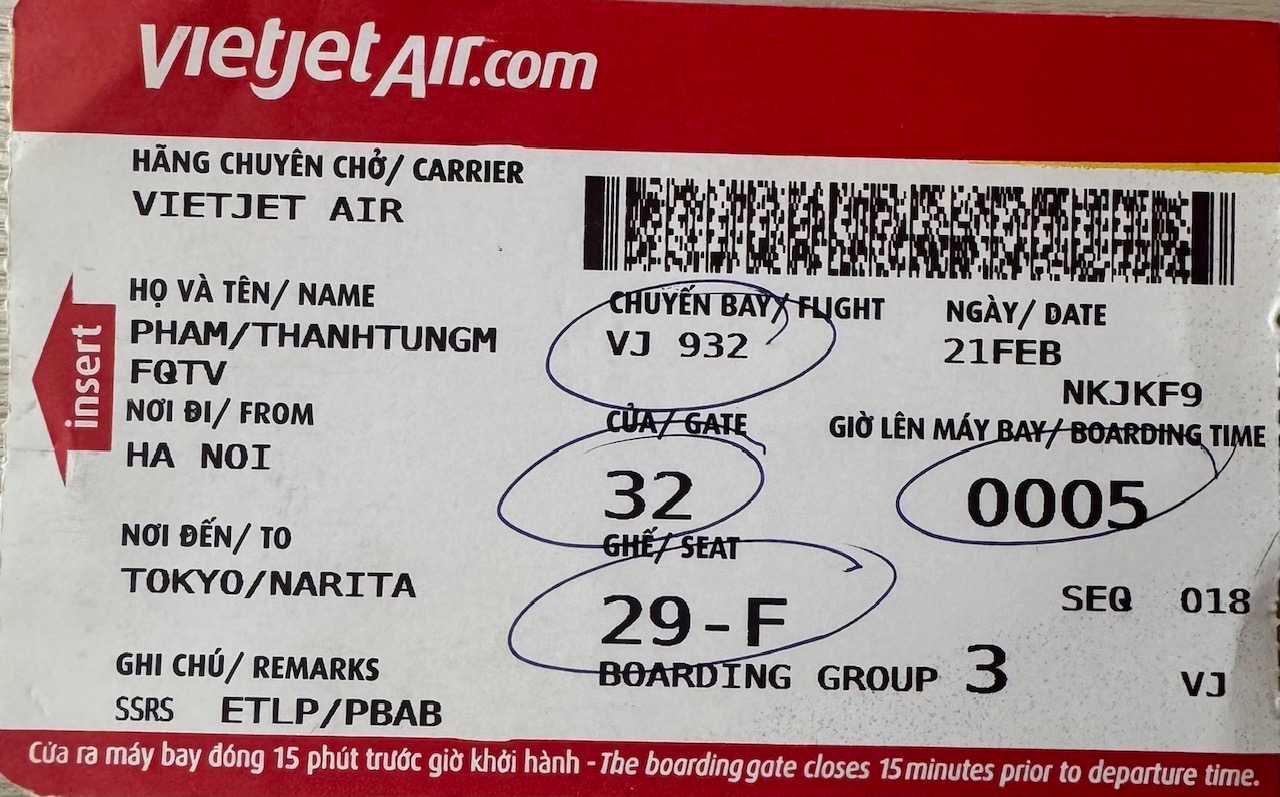 vietjetAir.com
HÃNG CHUYÊN CHỞ/ CARRIER
VIETJET AIR
HỌ VÀ TÊN/ NAME
PHAM/THANHTUNGM
FQTV
NƠI ĐI/ FROM
HA NOI
NƠI ĐẾN/ TO
TOKYO/NARITA
GHI CHÚ/ REMARKS
SSRS ETLP/PBAB
insert
CHUYẾN BAY/ FLIGHT
VJ 932
NGÀY/ DATE
21FEB
NKJKF9
CỬA/ GATE
32
GIỜ LÊN MÁY BAY/ BOARDING TIME
0005
GHẾ/ SEAT
29-F
SEQ 018
BOARDING GROUP 3
VJ
Cửa ra máy bay đóng 15 phút trước giờ khởi hành - The boarding gate closes 15 minutes prior to departure time.